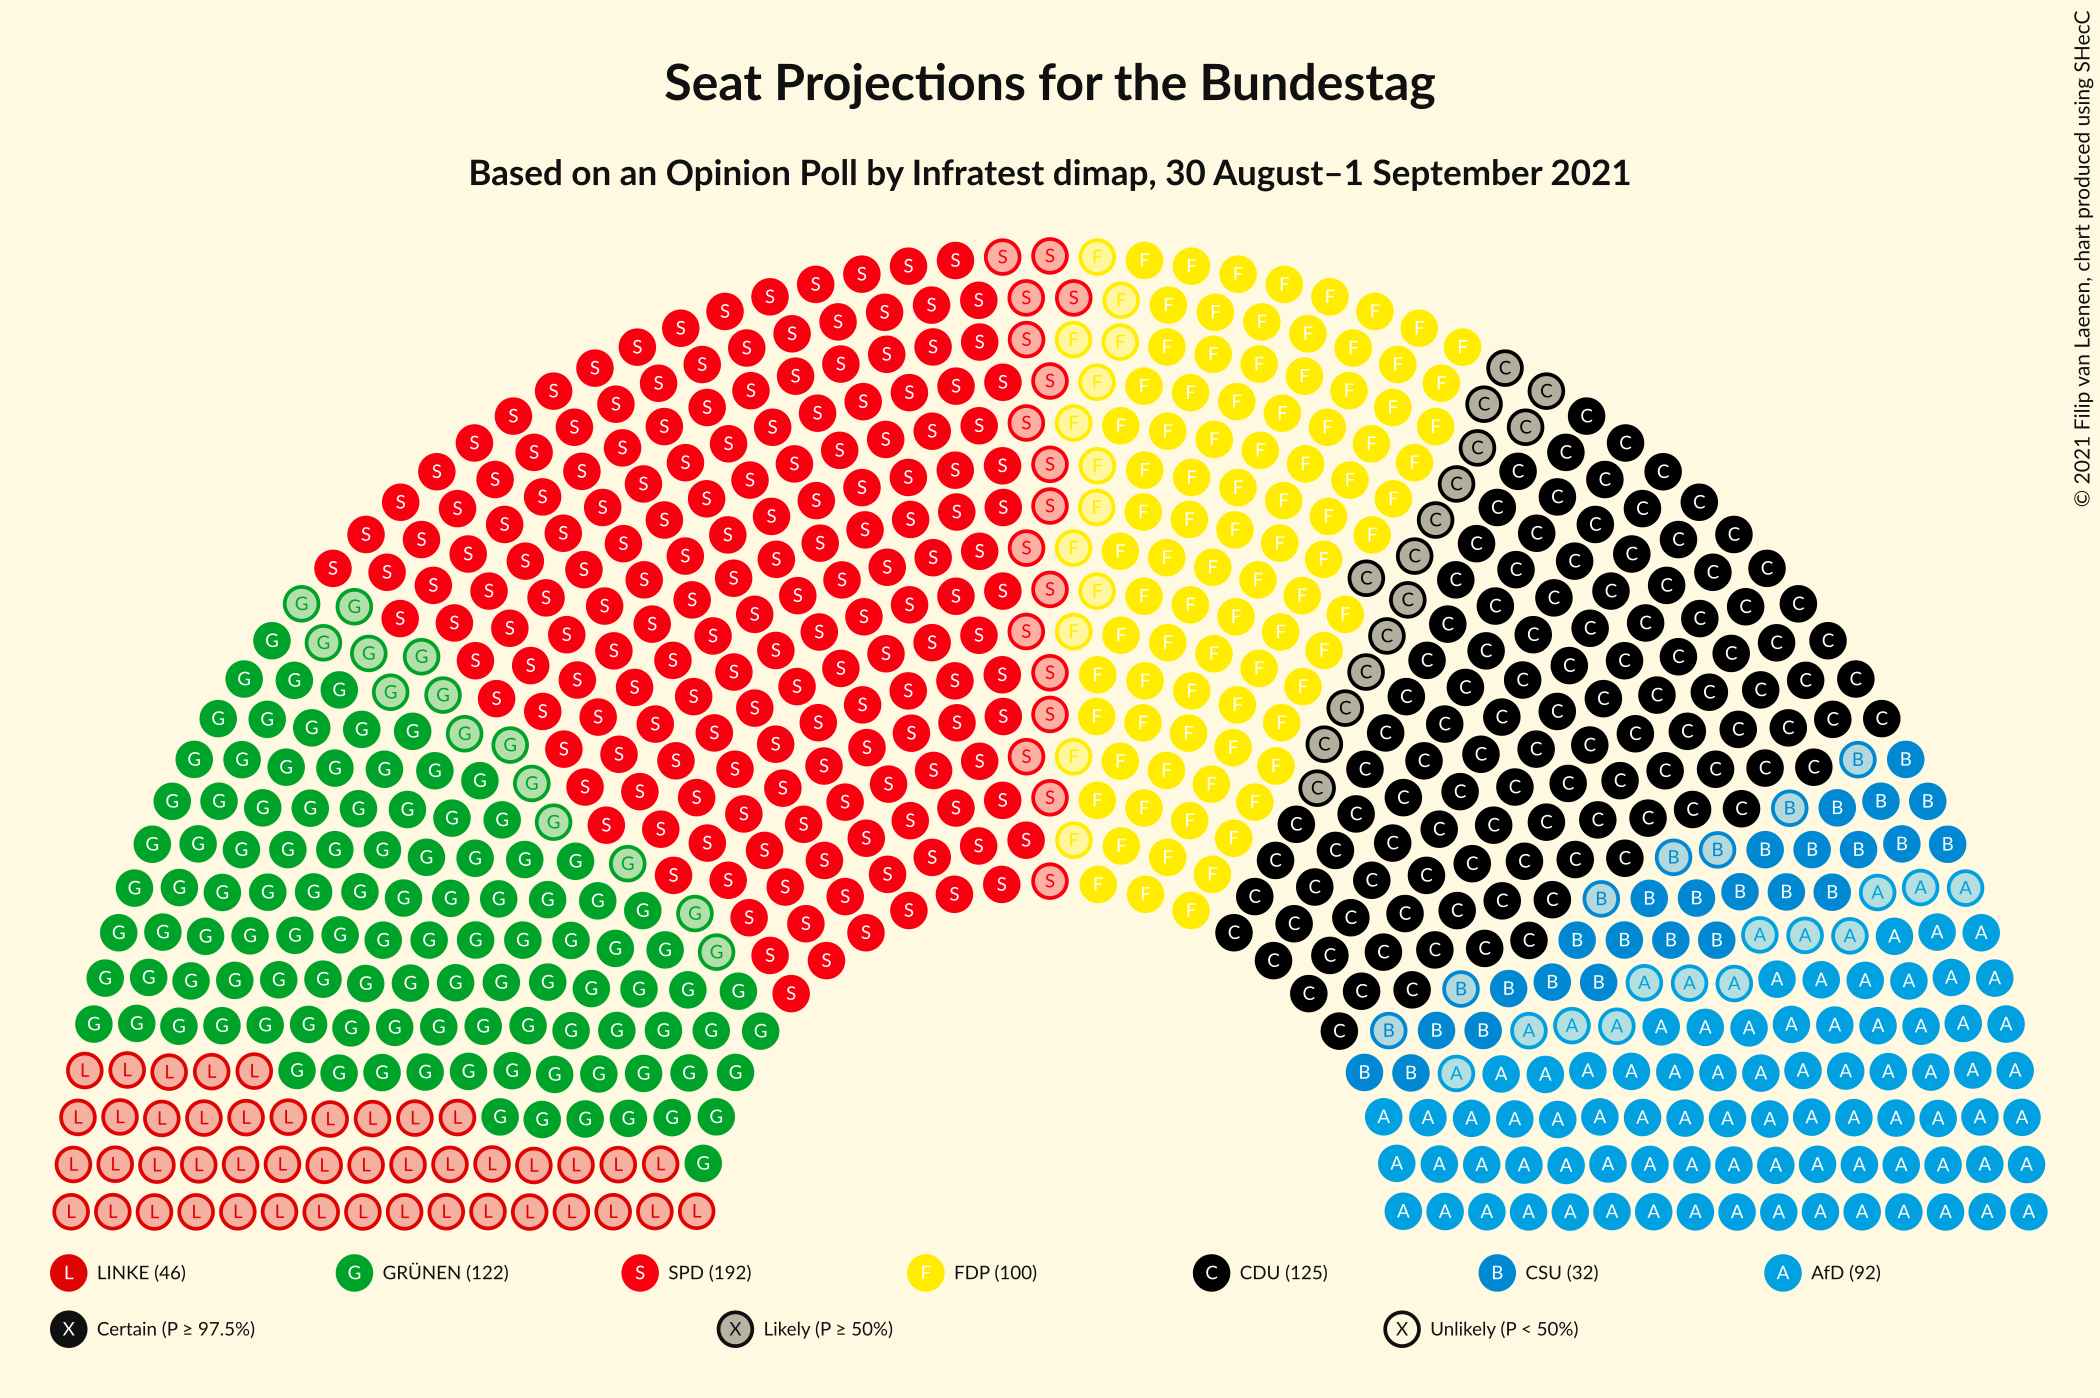 Seat Projections for the Bundestag
Based on an Opinion Poll by Infratest dimap, 30 August–1 September 2021
© 2021 Filip van Laenen, chart produced using SHecC
L LINKE (46) G GRÜNEN (122) S SPD (192) F FDP (100) C CDU (125) B CSU (32) A AfD (92)
X Certain (P ≥ 97.5%) X Likely (P ≥ 50%) X Unlikely (P < 50%)